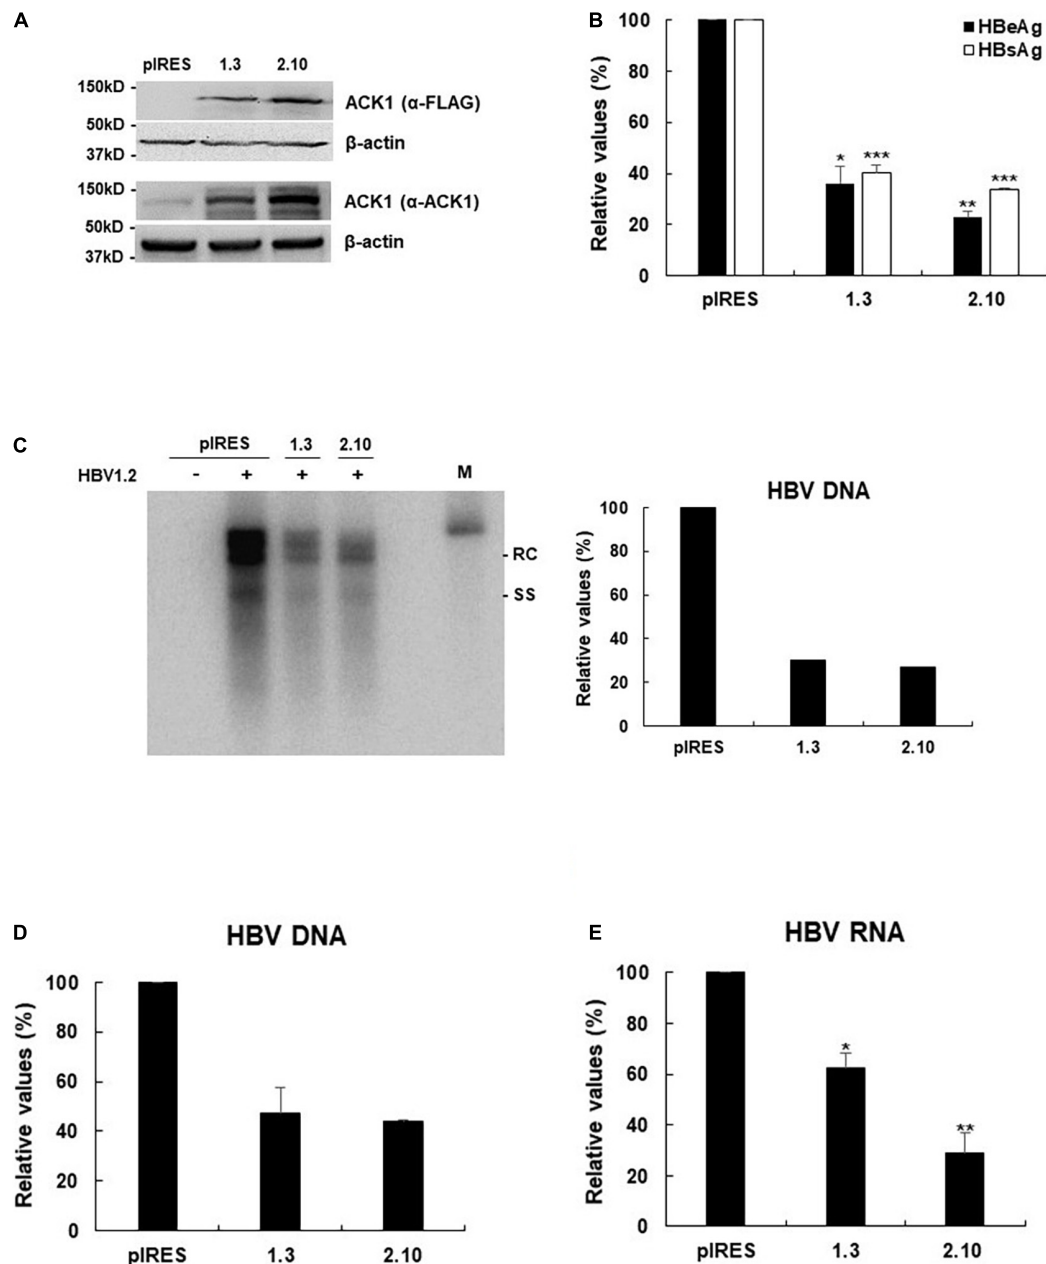 A
pIRES 1.3 2.10
150kD
ACK1 (α-FLAG)
50kD
β-actin
37kD
150kD
ACK1 (α-ACK1)
50kD
β-actin
37kD
B
HBeAg
HBsAg
Relative values (%)
100
80
60
40
20
0
* ***
** ***
pIRES 1.3 2.10
C
pIRES 1.3 2.10
HBV1.2 - + + + M
- RC
- SS
HBV DNA
Relative values (%)
100
80
60
40
20
0
pIRES 1.3 2.10
D
HBV DNA
Relative values (%)
100
80
60
40
20
0
pIRES 1.3 2.10
E
HBV RNA
Relative values (%)
100
80
60
40
20
0
*
**
pIRES 1.3 2.10